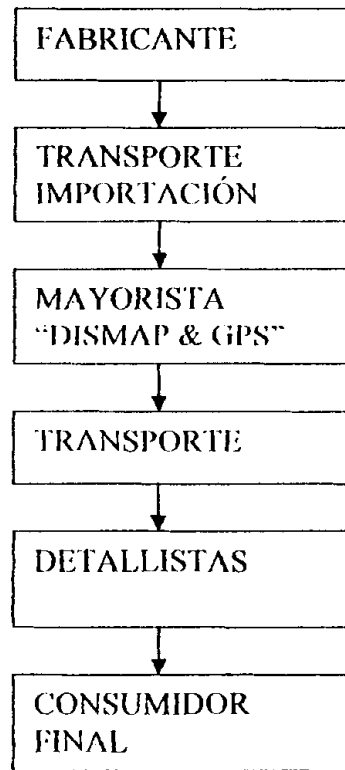 FABRICANTE
TRANSPORTE
IMPORTACIÓN
MAYORISTA
“DISMAP & GPS”
TRANSPORTE
DETALLISTAS
CONSUMIDOR
FINAL